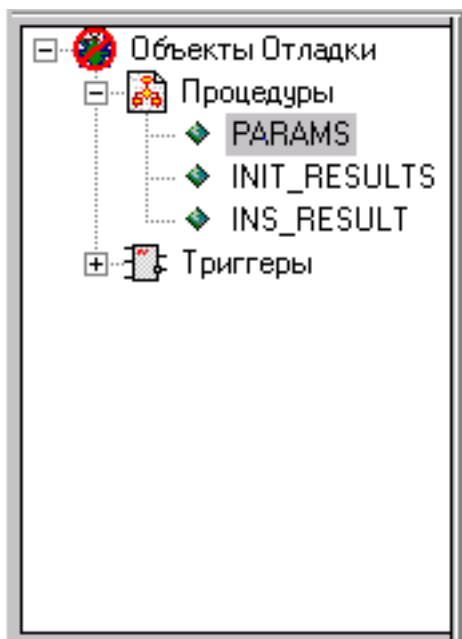 Объекты Отладки
Процедуры
PARAMS
INIT_RESULTS
INS_RESULT
Триггеры